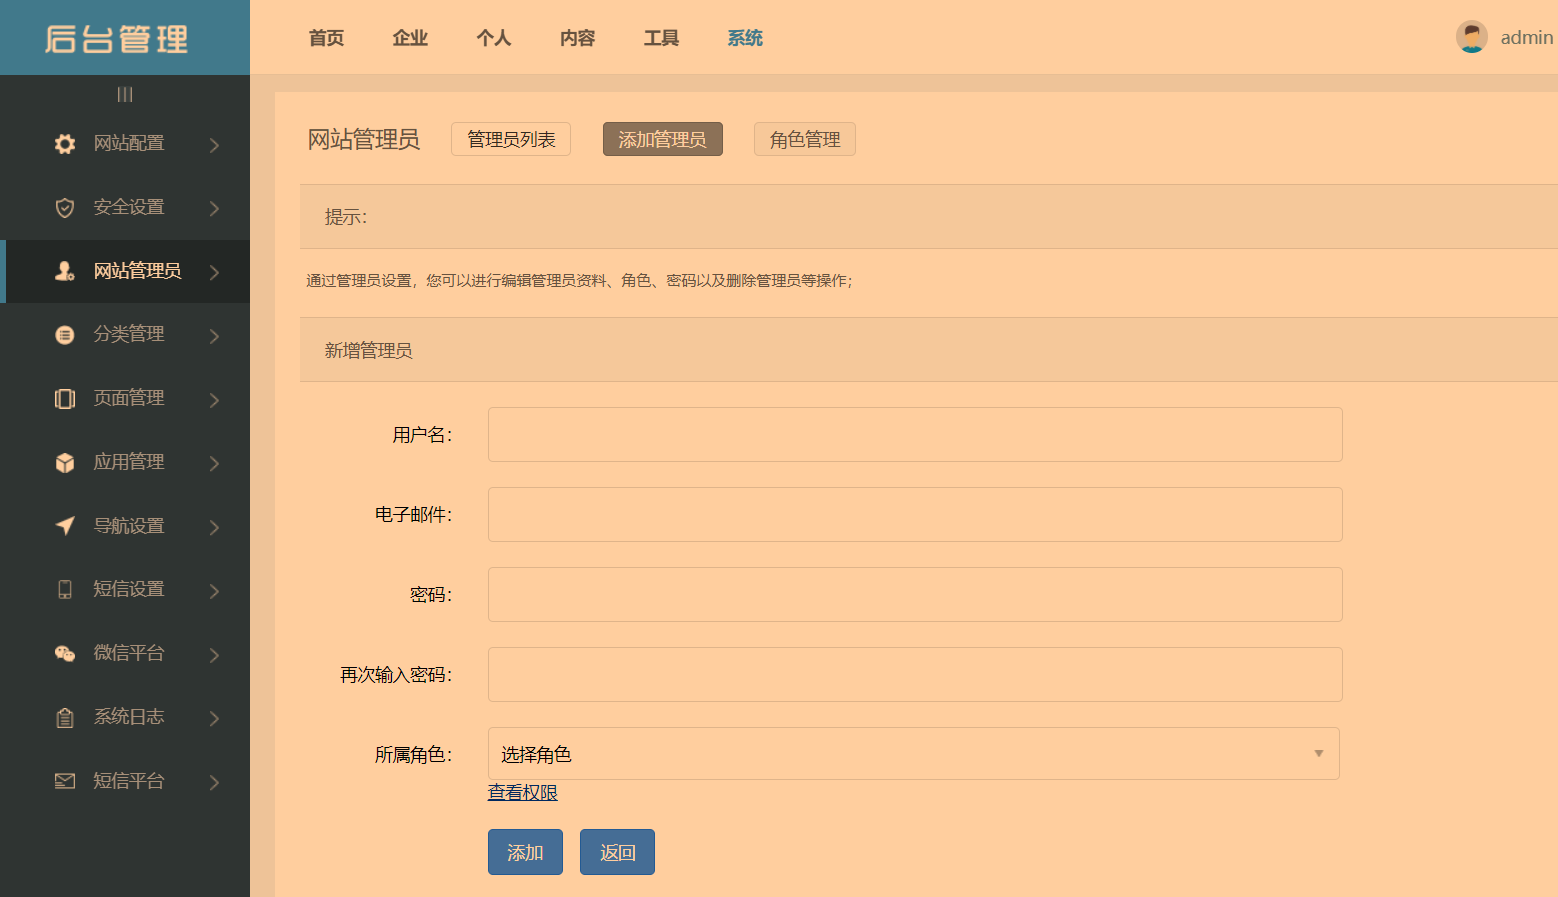 后台管理
首页 企业 个人 内容 工具 系统
admin
网站配置
安全设置
网站管理员
分类管理
页面管理
应用管理
导航设置
短信设置
微信平台
系统日志
短信平台
网站管理员 管理员列表 添加管理员 角色管理
提示：
通过管理员设置，您可以进行编辑管理员资料、角色、密码以及删除管理员等操作；
新增管理员
用户名：
电子邮件：
密码：
再次输入密码：
所属角色： 选择角色
查看权限
添加 返回